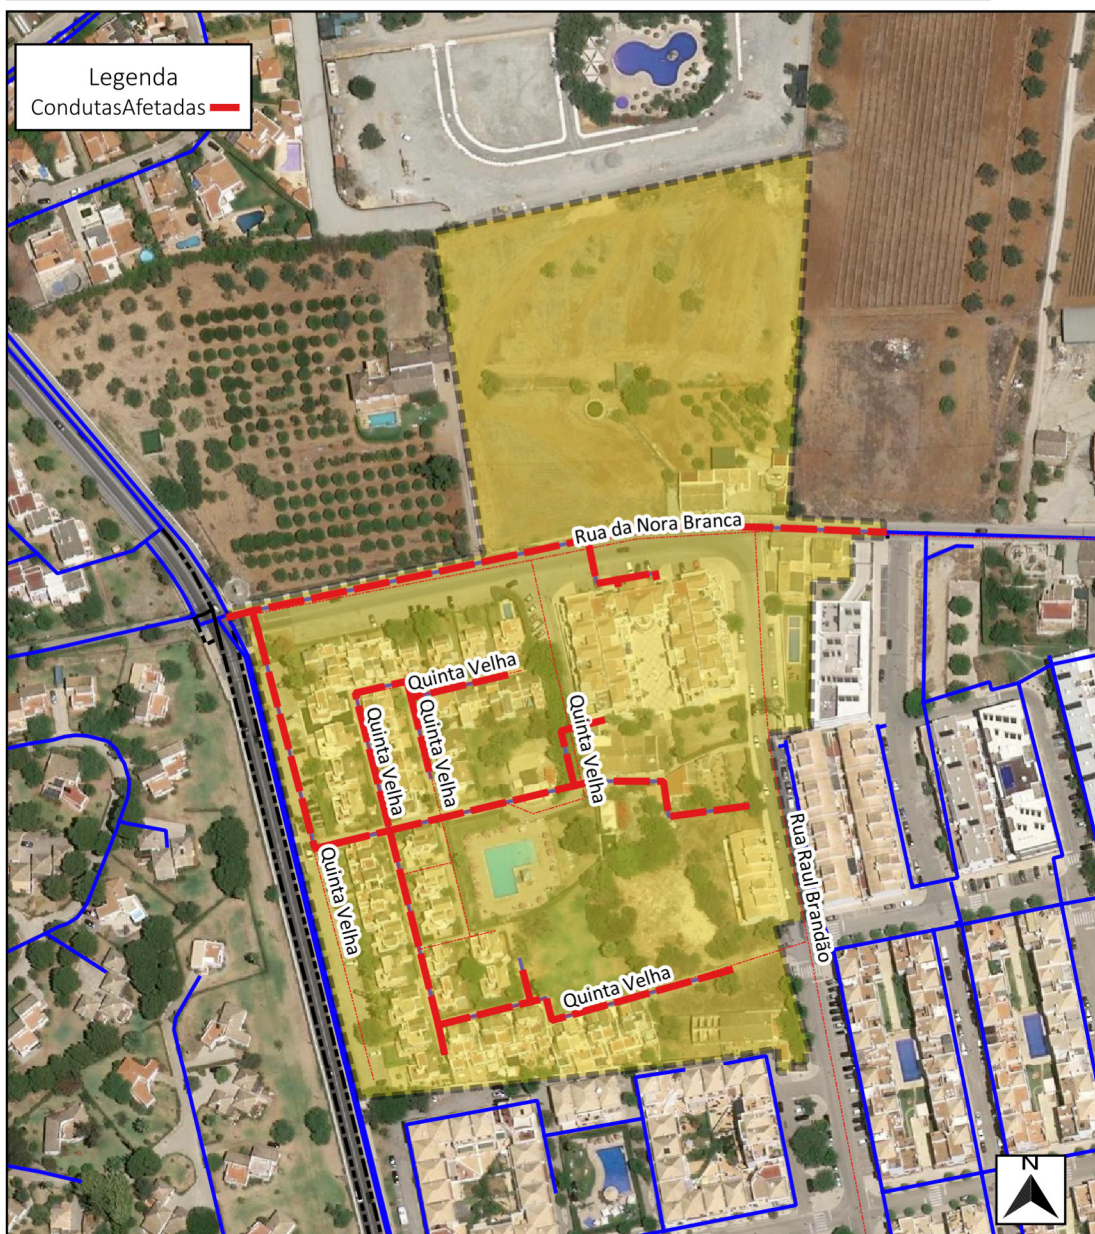 Legenda
CondutasAfetadas
Rua da Nora Branca
Quinta Velha
Quinta Velha
Quinta Velha
Quinta Velha
Quinta Velha
Rua Raul Brandão
Quinta Velha
N